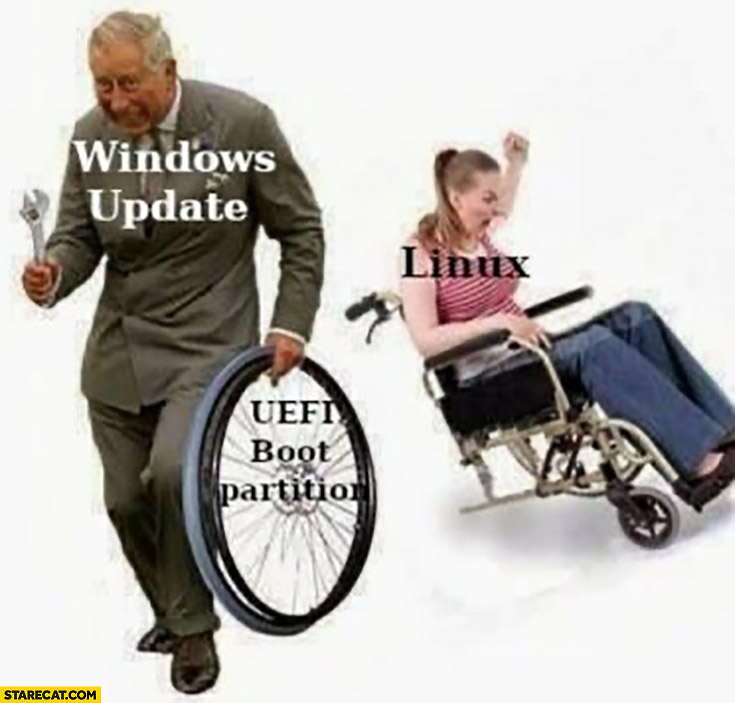 Windows
Update
Linux
UEFI
Boot
partition
STARECAT.COM